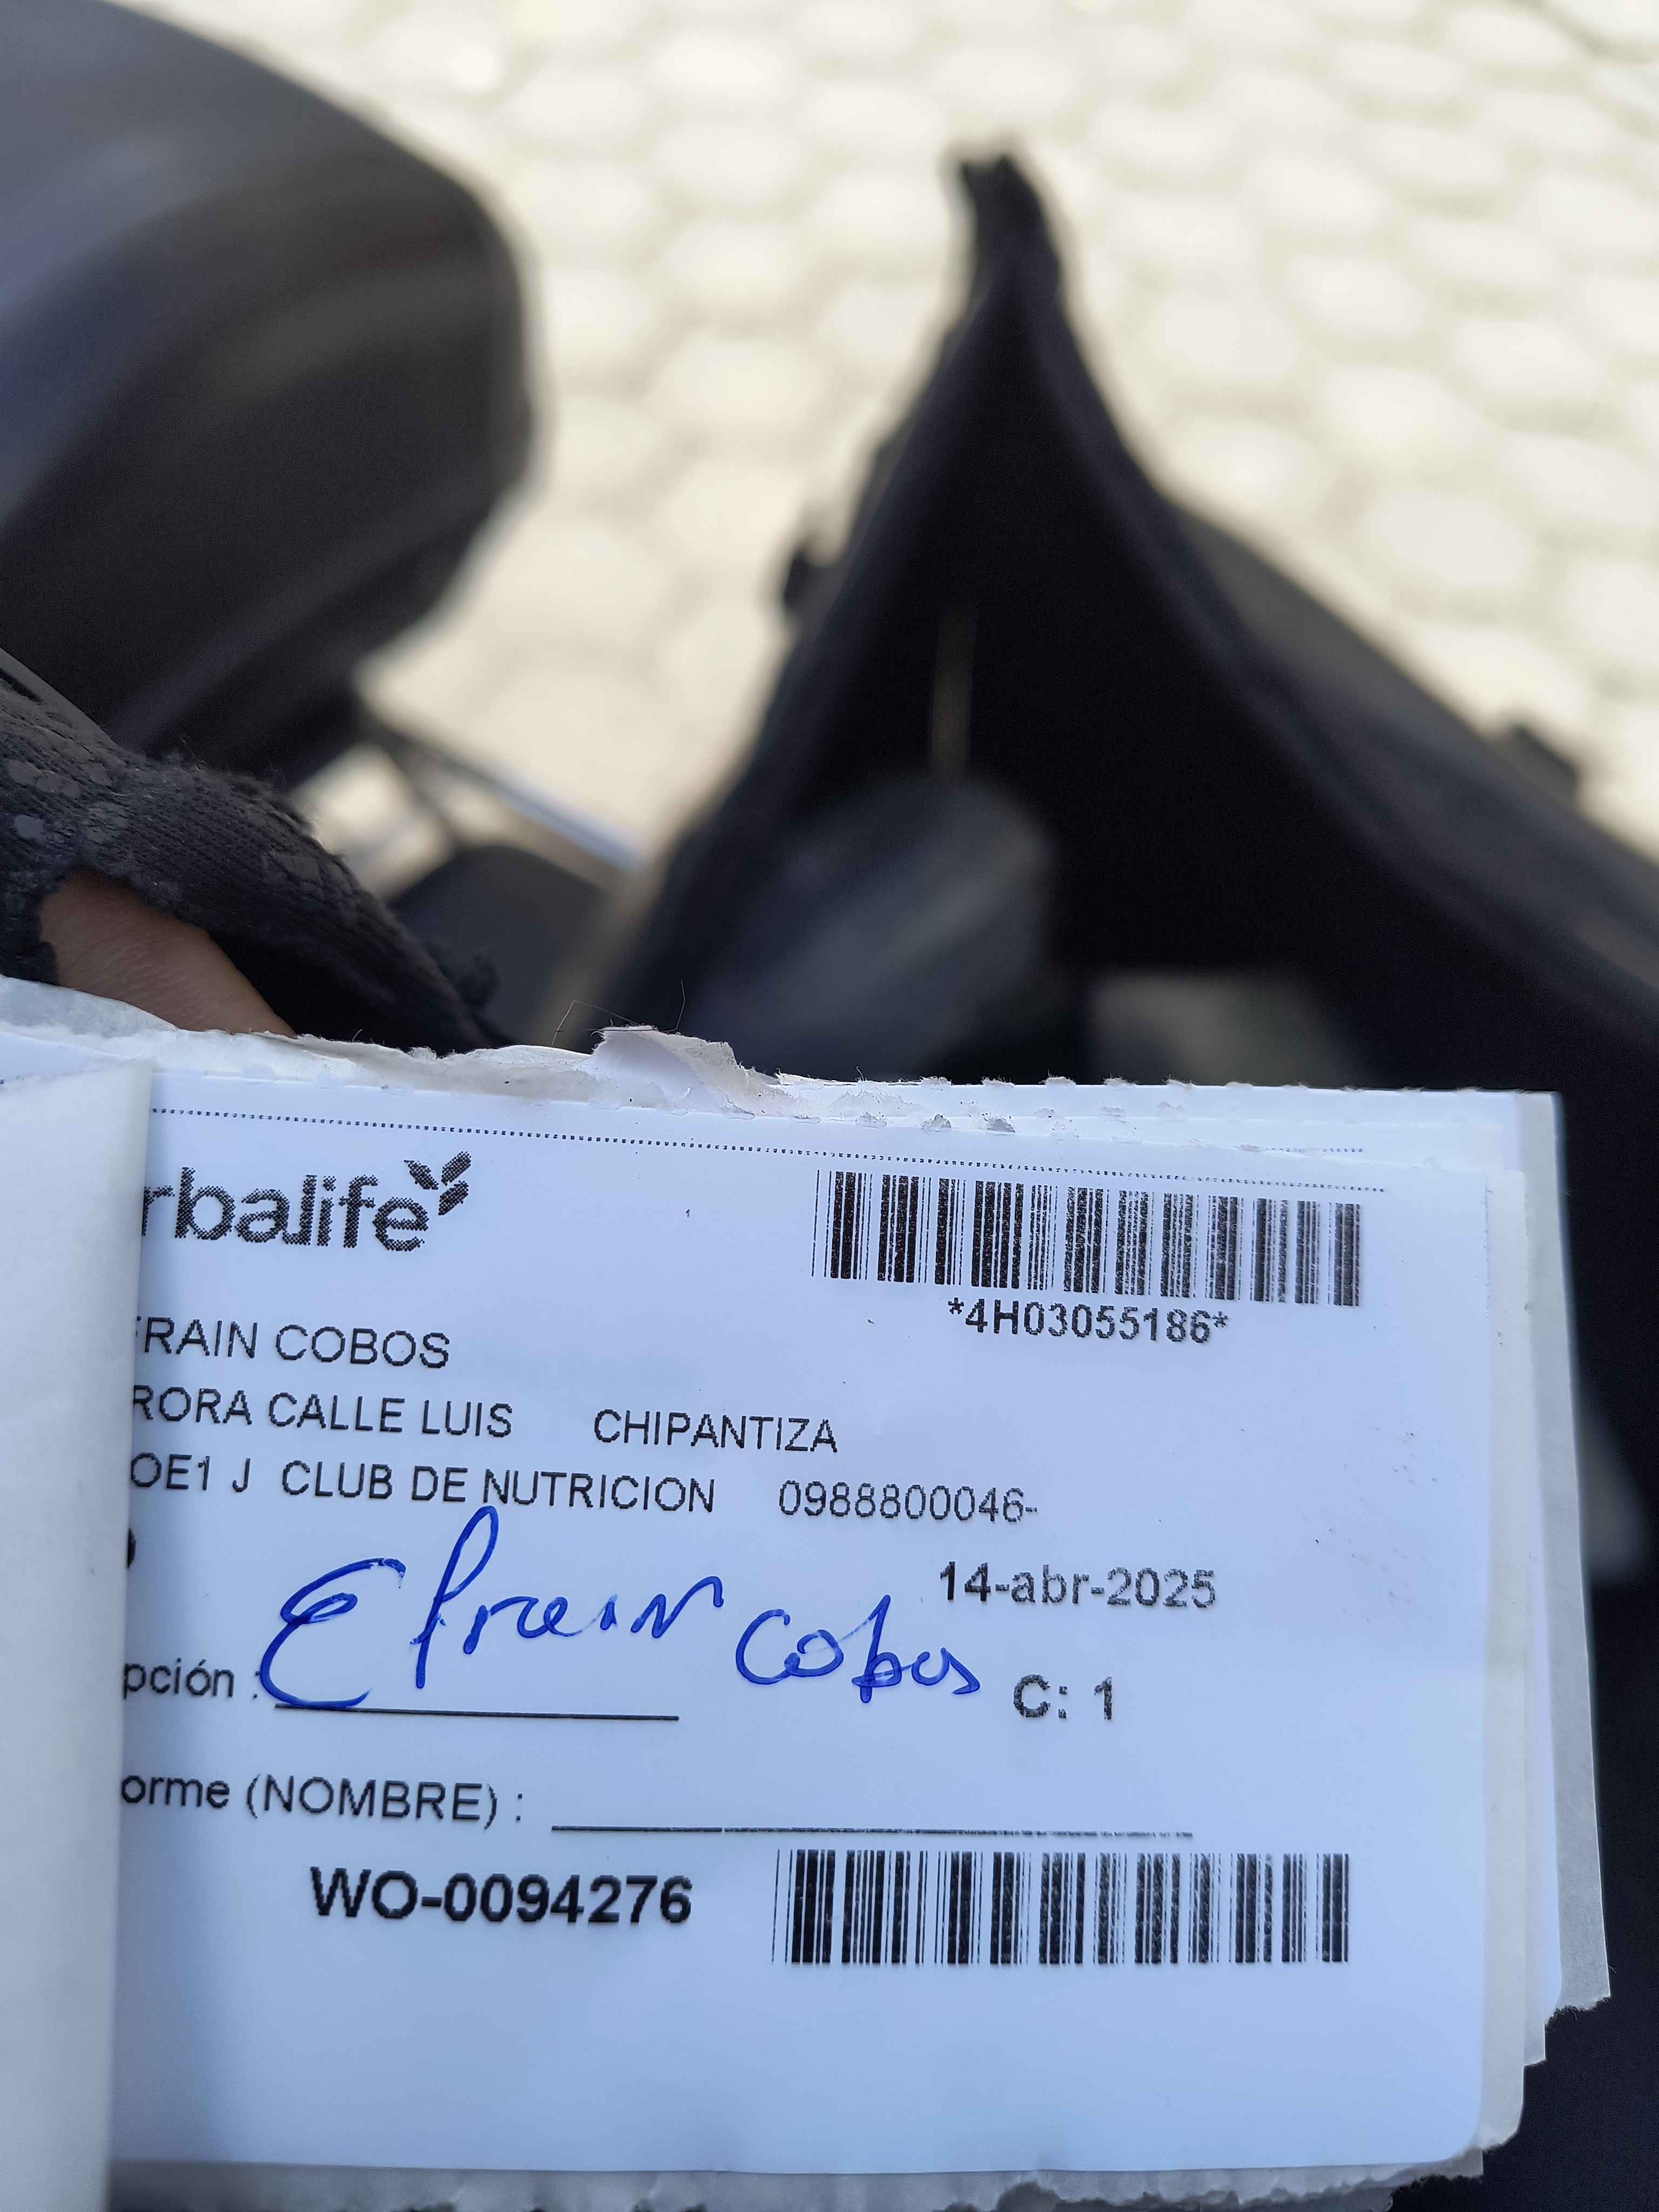 rbalife
*4H03055186*
FRAIN COBOS
RORA CALLE LUIS CHIPANTIZA
OE1 J CLUB DE NUTRICION 0988800046-
14-abr-2025
Efrain cobos
pción :
C: 1
orme (NOMBRE) :
WO-0094276